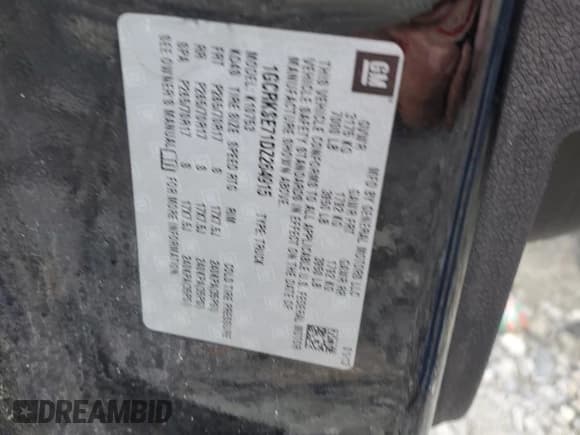 GM
MFD BY GENERAL MOTORS LLC
01/13
GVWR GAWR FRT GAWR RR
3175 KG 1792 KG 1792 KG
7000 LB 3950 LB 3950 LB
THIS VEHICLE CONFORMS TO ALL APPLICABLE U.S. FEDERAL MOTOR
VEHICLE SAFETY STANDARDS IN EFFECT ON THE DATE OF
MANUFACTURE SHOWN ABOVE.
TYPE: TRUCK
MODEL: K10753
TIRE SIZE SPEED RTG RIM COLD TIRE PRESSURE
FRT P265/70R17 S 17X7.5J 240KPA(35PSI)
RR P265/70R17 S 17X7.5J 240KPA(35PSI)
SPA P265/70R17 S 17X7.5J 240KPA(35PSI)
SEE OWNER'S MANUAL FOR MORE INFORMATION
DREAMBID